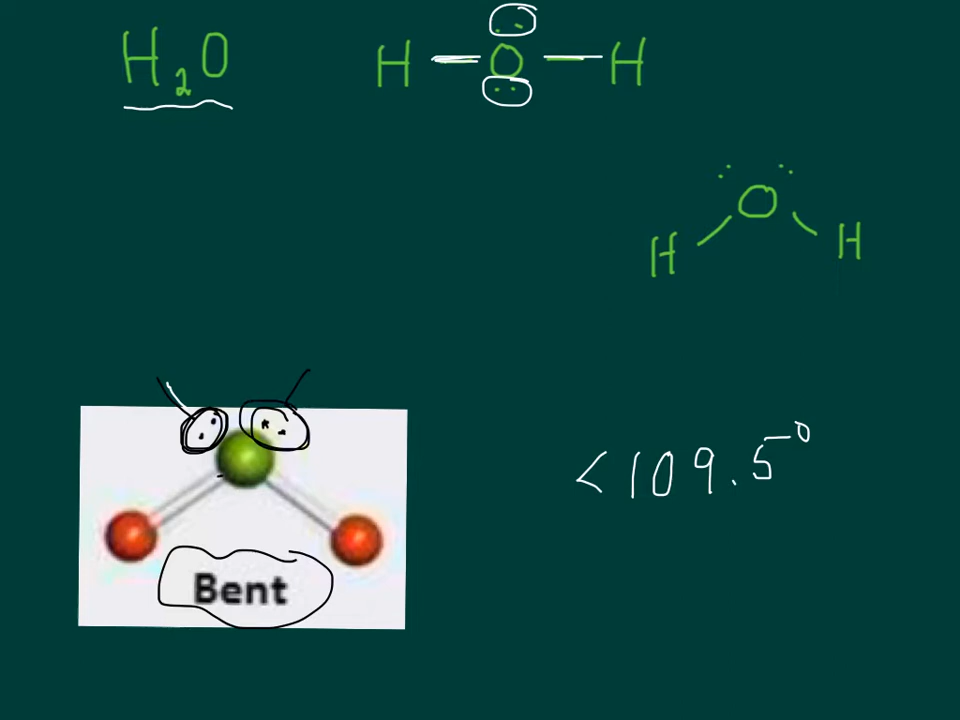 H₂O
H — O — H
H O H
<109.5°
Bent